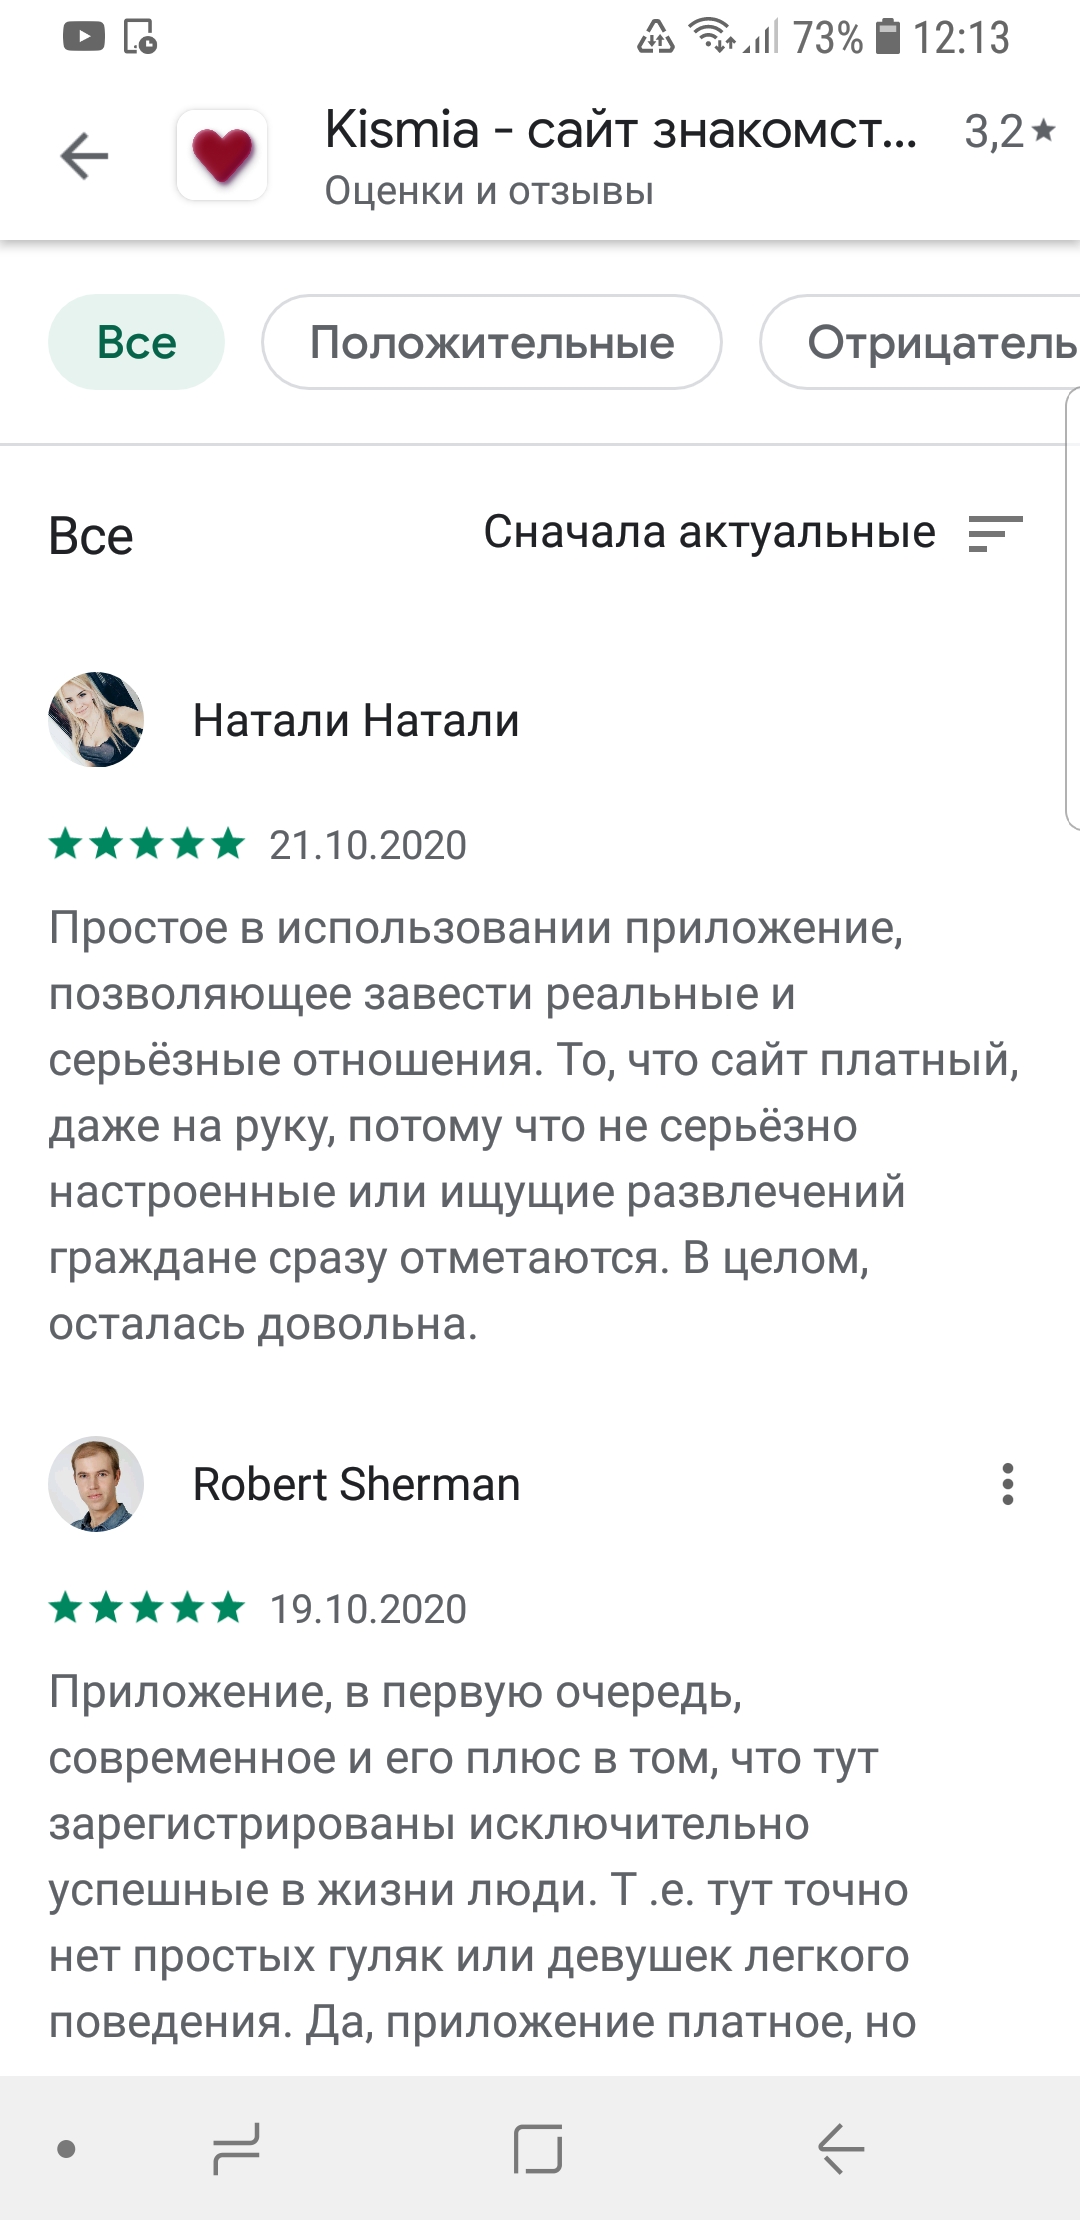 73% 12:13
Kismia - сайт знакомст... 3,2★
Оценки и отзывы
Все Положительные Отрицатель
Все Сначала актуальные
Натали Натали
★★★★★ 21.10.2020
Простое в использовании приложение,
позволяющее завести реальные и
серьёзные отношения. То, что сайт платный,
даже на руку, потому что не серьёзно
настроенные или ищущие развлечений
граждане сразу отметаются. В целом,
осталась довольна.
Robert Sherman
★★★★★ 19.10.2020
Приложение, в первую очередь,
современное и его плюс в том, что тут
зарегистрированы исключительно
успешные в жизни люди. Т .е. тут точно
нет простых гуляк или девушек легкого
поведения. Да, приложение платное, но